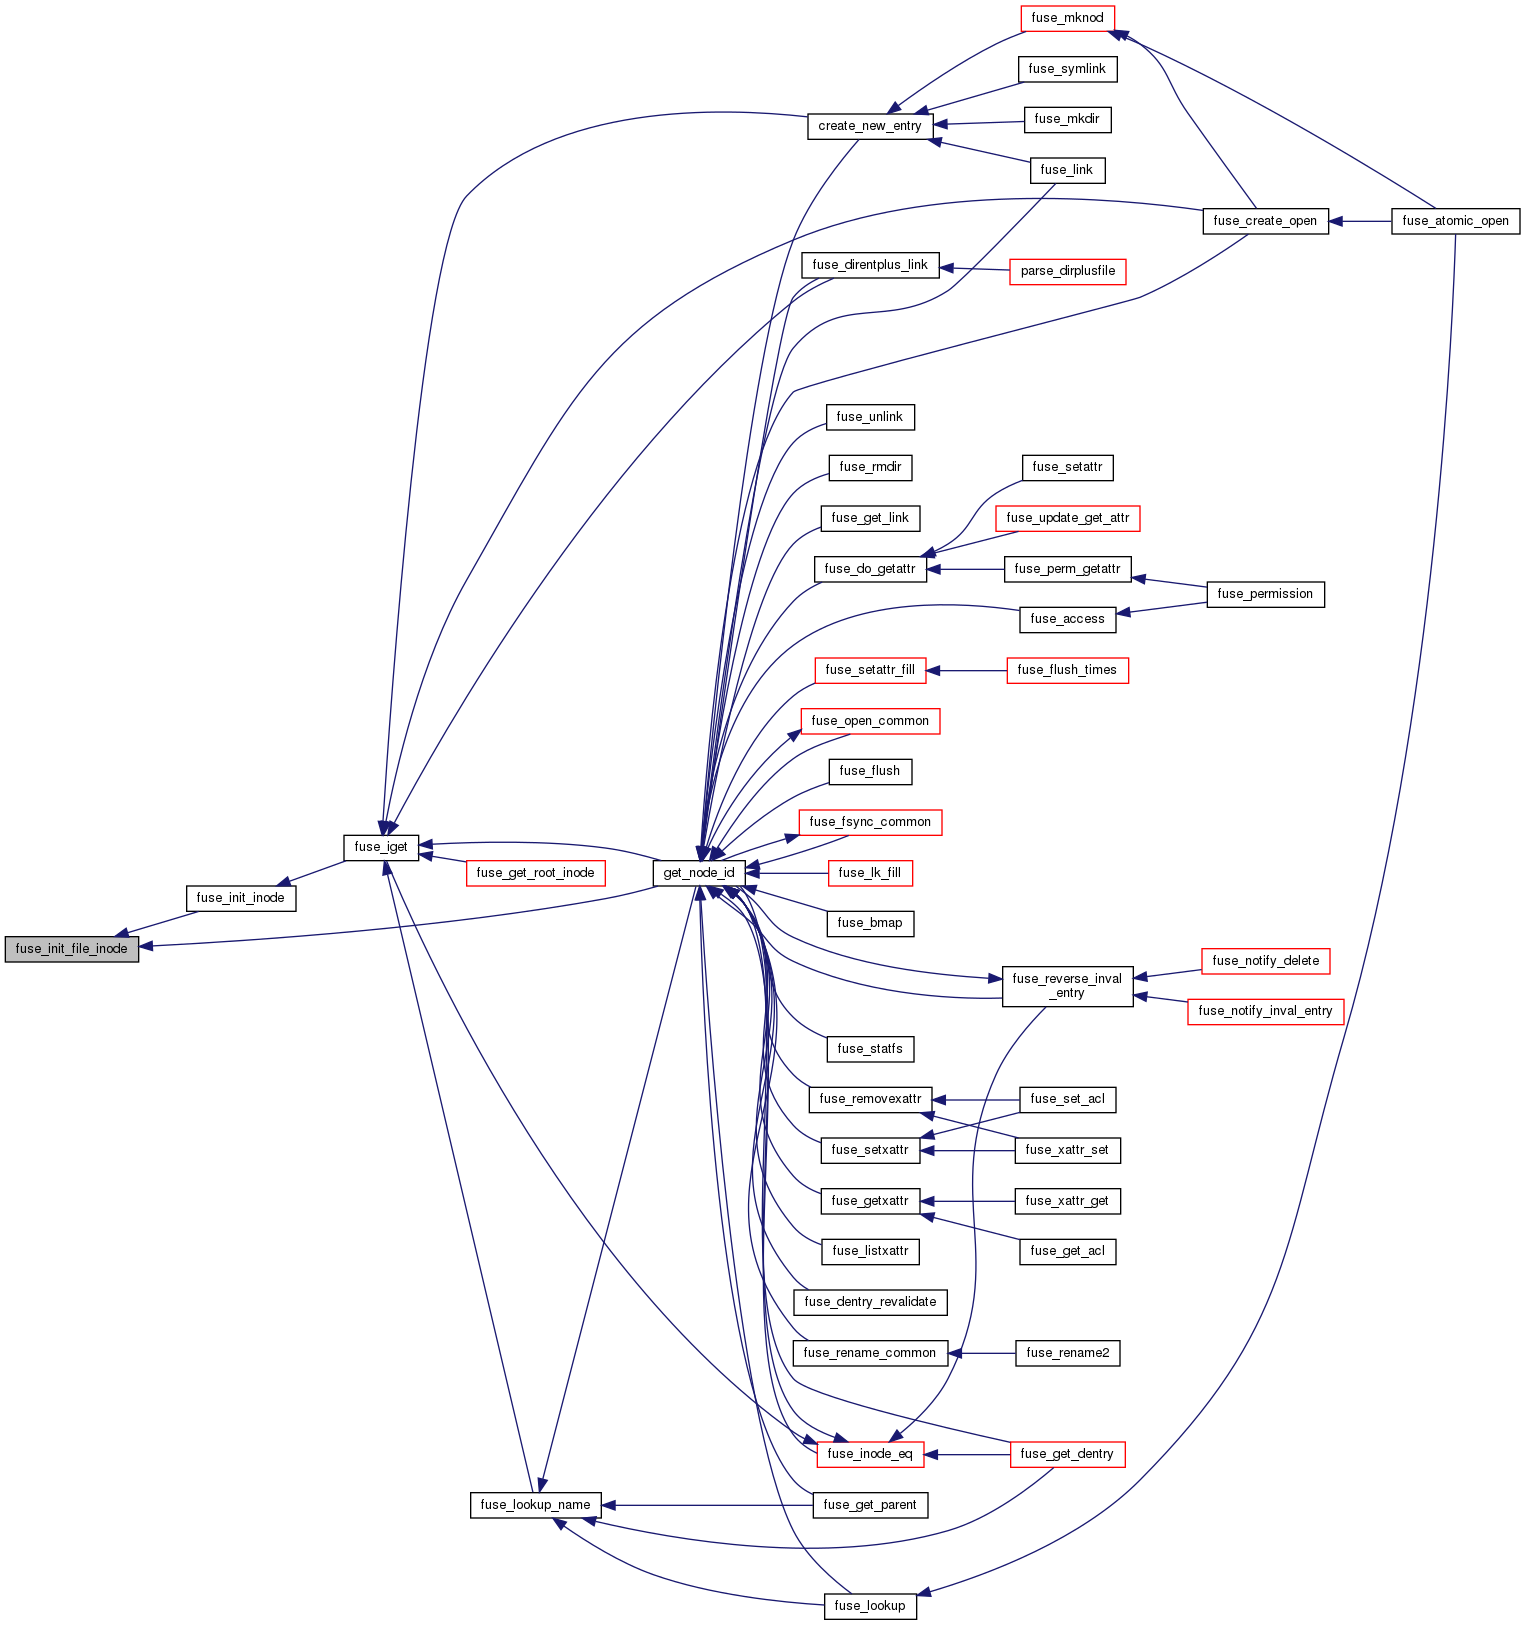 fuse_mknod
fuse_symlink
fuse_mkdir
create_new_entry
fuse_link
fuse_create_open
fuse_atomic_open
fuse_direntplus_link
parse_dirplusfile
fuse_unlink
fuse_rmdir
fuse_setattr
fuse_get_link
fuse_update_get_attr
fuse_do_getattr
fuse_perm_getattr
fuse_permission
fuse_access
fuse_setattr_fill
fuse_flush_times
fuse_open_common
fuse_flush
fuse_fsync_common
fuse_iget
fuse_get_root_inode
get_node_id
fuse_lk_fill
fuse_init_inode
fuse_bmap
fuse_init_file_inode
fuse_reverse_inval
_entry
fuse_notify_delete
fuse_notify_inval_entry
fuse_statfs
fuse_removexattr
fuse_set_acl
fuse_setxattr
fuse_xattr_set
fuse_getxattr
fuse_xattr_get
fuse_listxattr
fuse_get_acl
fuse_dentry_revalidate
fuse_rename_common
fuse_rename2
fuse_inode_eq
fuse_get_dentry
fuse_lookup_name
fuse_get_parent
fuse_lookup